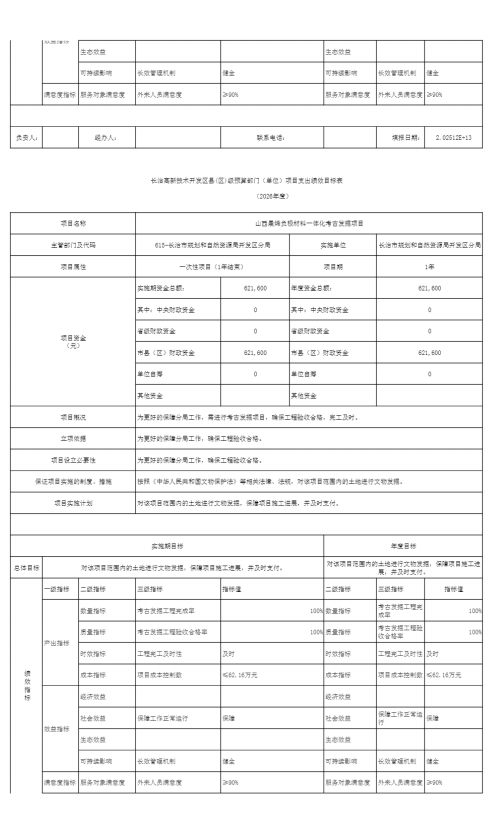 效益指标
生态效益 生态效益
可持续影响 长效管理机制 健全 可持续影响 长效管理机制 健全
满意度指标 服务对象满意度 外来人员满意度 ≥90% 服务对象满意度 外来人员满意度 ≥90%
负责人： 经办人： 联系电话： 填报日期： 2.02512E+13
长治高新技术开发区县(区)级预算部门（单位）项目支出绩效目标表
（2026年度）
项目名称 山西晨烯负极材料一体化考古发掘项目
主管部门及代码 615-长治市规划和自然资源局开发区分局 实施单位 长治市规划和自然资源局开发区分局
项目属性 一次性项目（1年结束） 项目期 1年
项目资金
（元）
实施期资金总额： 621,600 年度资金总额： 621,600
其中：中央财政资金 0 其中：中央财政资金 0
省级财政资金 0 省级财政资金 0
市县（区）财政资金 621,600 市县（区）财政资金 621,600
单位自筹 0 单位自筹 0
其他资金 其他资金
项目概况 为更好的保障分局工作，需进行考古发掘项目，确保工程验收合格、完工及时。
立项依据 为更好的保障分局工作，确保工程验收合格。
项目设立必要性 为更好的保障分局工作，确保工程验收合格。
保证项目实施的制度、措施 按照《中华人民共和国文物保护法》等相关法律、法规，对该项目范围内的土地进行文物发掘。
项目实施计划 对该项目范围内的土地进行文物发掘，保障项目施工进展，并及时支付。
实施期目标 年度目标
总体目标 对该项目范围内的土地进行文物发掘，保障项目施工进展，并及时支付。 对该项目范围内的土地进行文物发掘，保障项目施工进
展，并及时支付。
绩效指标
一级指标 二级指标 三级指标 指标值 二级指标 三级指标 指标值
产出指标
数量指标 考古发掘工程完成率 100% 数量指标 考古发掘工程完
成率 100%
质量指标 考古发掘工程验收合格率 100% 质量指标 考古发掘工程验
收合格率 100%
时效指标 工程完工及时性 及时 时效指标 工程完工及时性 及时
成本指标 项目成本控制数 ≤62.16万元 成本指标 项目成本控制数 ≤62.16万元
效益指标
经济效益 经济效益
社会效益 保障工作正常运行 保障 社会效益 保障工作正常运
行 保障
生态效益 生态效益
可持续影响 长效管理机制 健全 可持续影响 长效管理机制 健全
满意度指标 服务对象满意度 外来人员满意度 ≥90% 服务对象满意度 外来人员满意度 ≥90%